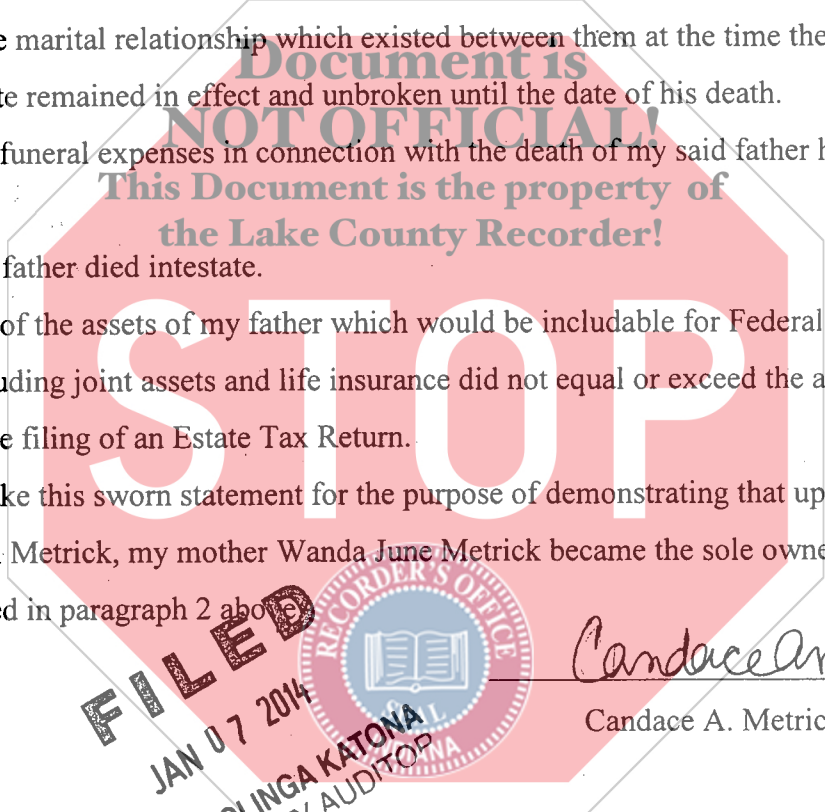 e marital relationship which existed between them at the time the
te remained in effect and unbroken until the date of his death.
funeral expenses in connection with the death of my said father h
father died intestate.
of the assets of my father which would be includable for Federal
uding joint assets and life insurance did not equal or exceed the a
e filing of an Estate Tax Return.
ke this sworn statement for the purpose of demonstrating that up
Metrick, my mother Wanda June Metrick became the sole owne
ed in paragraph 2 above
Candace A
Candace A. Metric
Document is
NOT OFFICIAL!
This Document is the property of
the Lake County Recorder!
STOP
RECORDER'S OFFICE
SEAL
INDIANA
FILED
JAN 07 2014
OLINGA KATONA
Y AUDITOR